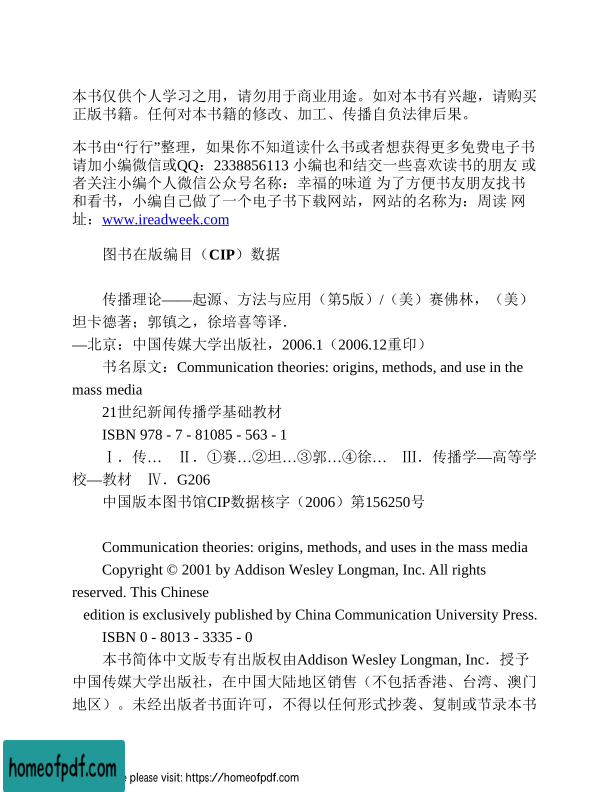 本书仅供个人学习之用，请勿用于商业用途。如对本书有兴趣，请购买
正版书籍。任何对本书籍的修改、加工、传播自负法律后果。
本书由“行行”整理，如果你不知道读什么书或者想获得更多免费电子书
请加小编微信或QQ：2338856113 小编也和结交一些喜欢读书的朋友 或
者关注小编个人微信公众号名称：幸福的味道 为了方便书友朋友找书
和看书，小编自己做了一个电子书下载网站，网站的名称为：周读 网
址：www.ireadweek.com
图书在版编目（CIP）数据
传播理论——起源、方法与应用（第5版）/（美）赛佛林，（美）
坦卡德著；郭镇之，徐培喜等译．
—北京：中国传媒大学出版社，2006.1（2006.12重印）
书名原文：Communication theories: origins, methods, and use in the
mass media
21世纪新闻传播学基础教材
ISBN 978 - 7 - 81085 - 563 - 1
Ⅰ．传… Ⅱ．①赛…②坦…③郭…④徐… Ⅲ．传播学—高等学
校—教材 Ⅳ．G206
中国版本图书馆CIP数据核字（2006）第156250号
Communication theories: origins, methods, and uses in the mass media
Copyright © 2001 by Addison Wesley Longman, Inc. All rights
reserved. This Chinese
edition is exclusively published by China Communication University Press.
ISBN 0 - 8013 - 3335 - 0
本书简体中文版专有出版权由Addison Wesley Longman, Inc．授予
中国传媒大学出版社，在中国大陆地区销售（不包括香港、台湾、澳门
地区）。未经出版者书面许可，不得以任何形式抄袭、复制或节录本书
homeofpdf.com
please visit: https://homeofpdf.com